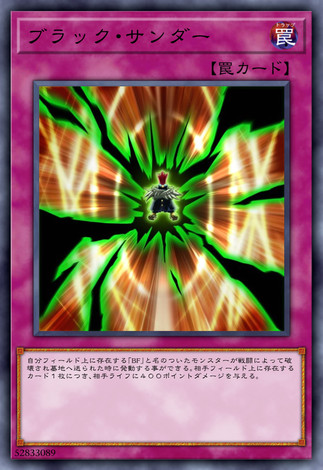 ブラック・サンダー
トラップ
罠
【罠カード】
自分フィールド上に存在する「BF」と名のついたモンスターが戦闘によって破
壊され墓地へ送られた時に発動する事ができる。相手フィールド上に存在する
カード１枚につき、相手ライフに４００ポイントダメージを与える。
52833089